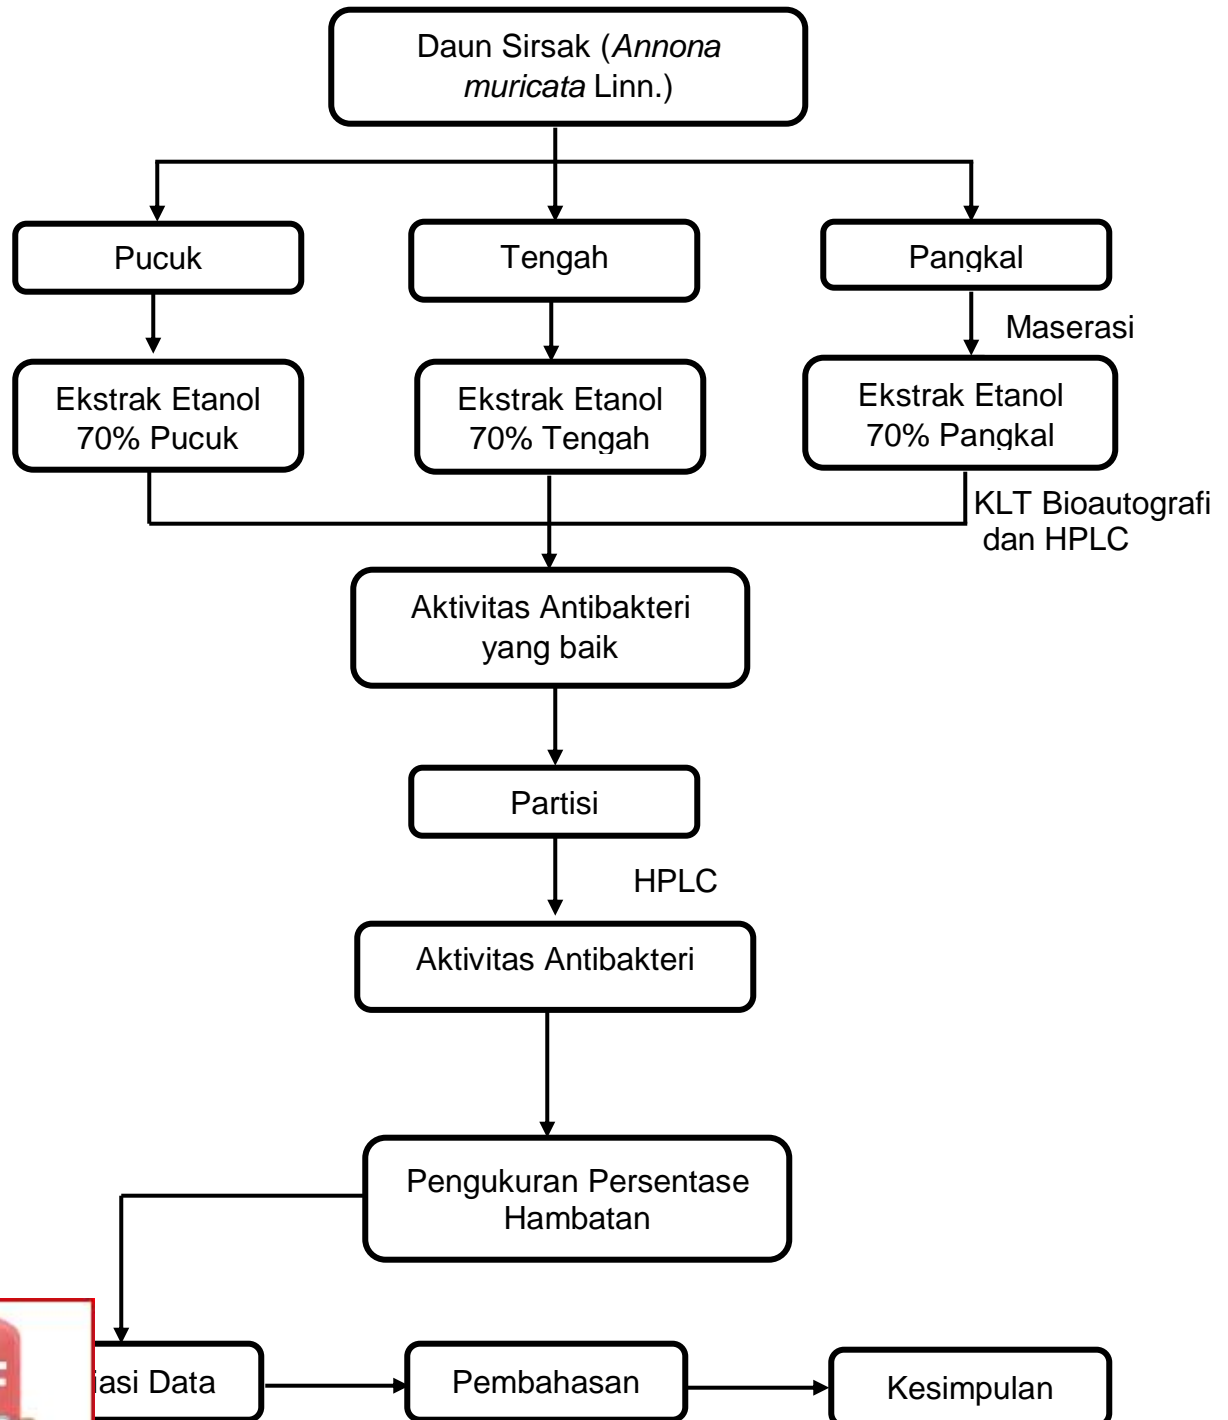 Daun Sirsak (Annona
muricata Linn.)
Pucuk
Tengah
Pangkal
Maserasi
Ekstrak Etanol
70% Pucuk
Ekstrak Etanol
70% Tengah
Ekstrak Etanol
70% Pangkal
KLT Bioautografi
dan HPLC
Aktivitas Antibakteri
yang baik
Partisi
HPLC
Aktivitas Antibakteri
Pengukuran Persentase
Hambatan
Data
Pembahasan
Kesimpulan